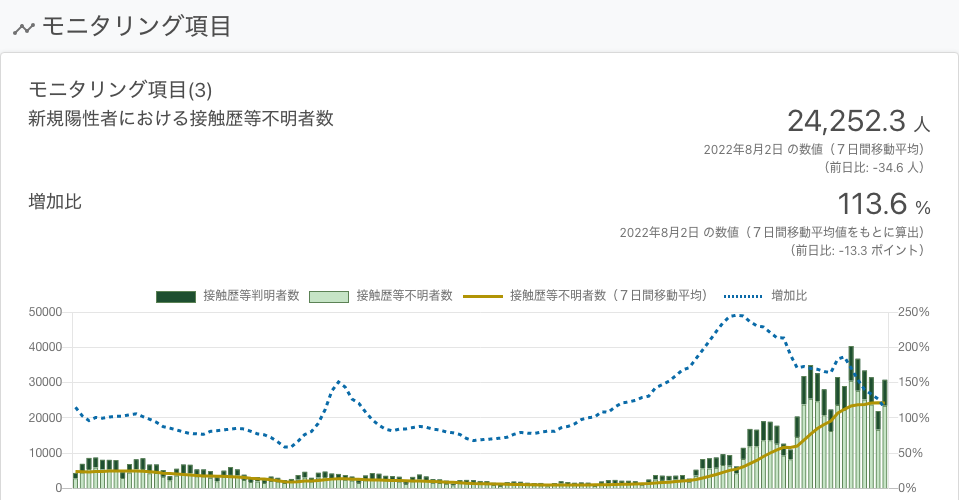 モニタリング項目
モニタリング項目(3)
新規陽性者における接触歴等不明者数
24,252.3 人
2022年8月2日 の数値（７日間移動平均）
（前日比: -34.6 人）
増加比
113.6 %
2022年8月2日 の数値（７日間移動平均値をもとに算出）
（前日比: -13.3 ポイント）
接触歴等判明者数 接触歴等不明者数 接触歴等不明者数（７日間移動平均） 増加比
50000 250%
40000 200%
30000 150%
20000 100%
10000 50%
0 0%